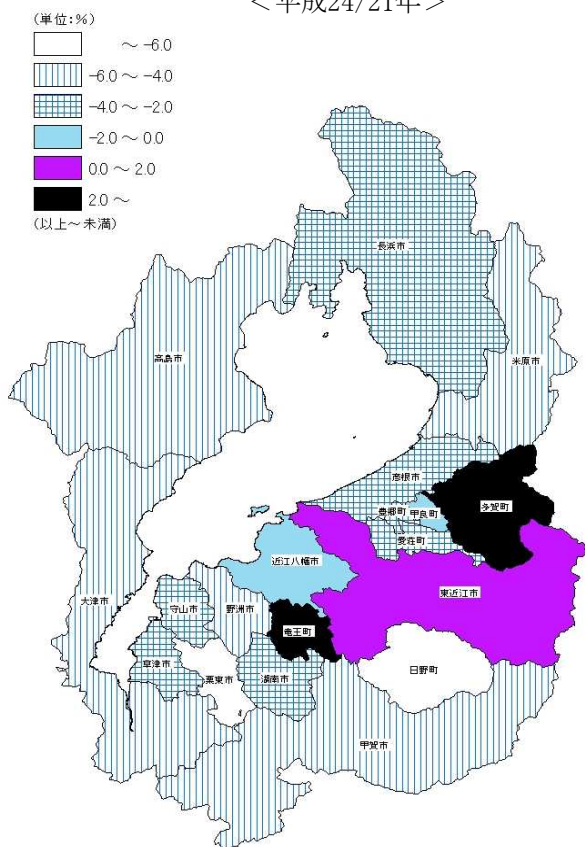 ＜平成24/21年＞
(単位:%)
～ -6.0
-6.0 ～ -4.0
-4.0 ～ -2.0
-2.0 ～ 0.0
0.0 ～ 2.0
2.0 ～
(以上～未満)
長浜市
高島市
米原市
彦根市
豊郷町
甲良町
多賀町
愛荘町
近江八幡市
東近江市
大津市
守山市
野洲市
竜王町
草津市
栗東市
湖南市
日野町
甲賀市